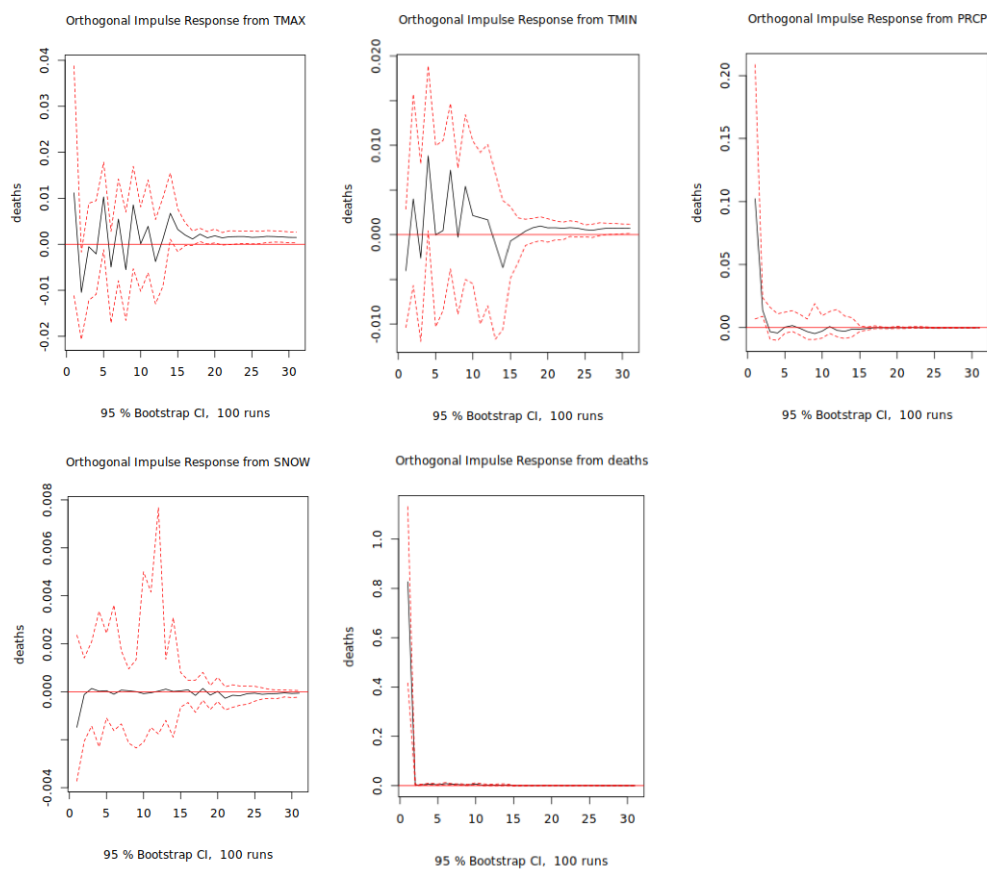 Orthogonal Impulse Response from TMAX
deaths
-0.02 -0.01 0.00 0.01 0.02 0.03 0.04
0 5 10 15 20 25 30
95 % Bootstrap CI, 100 runs
Orthogonal Impulse Response from TMIN
deaths
-0.010 0.000 0.010 0.020
0 5 10 15 20 25 30
95 % Bootstrap CI, 100 runs
Orthogonal Impulse Response from PRCP
deaths
0.00 0.05 0.10 0.15 0.20
0 5 10 15 20 25 30
95 % Bootstrap CI, 100 runs
Orthogonal Impulse Response from SNOW
deaths
-0.004 0.000 0.002 0.004 0.006 0.008
0 5 10 15 20 25 30
95 % Bootstrap CI, 100 runs
Orthogonal Impulse Response from deaths
deaths
0.0 0.2 0.4 0.6 0.8 1.0
0 5 10 15 20 25 30
95 % Bootstrap CI, 100 runs